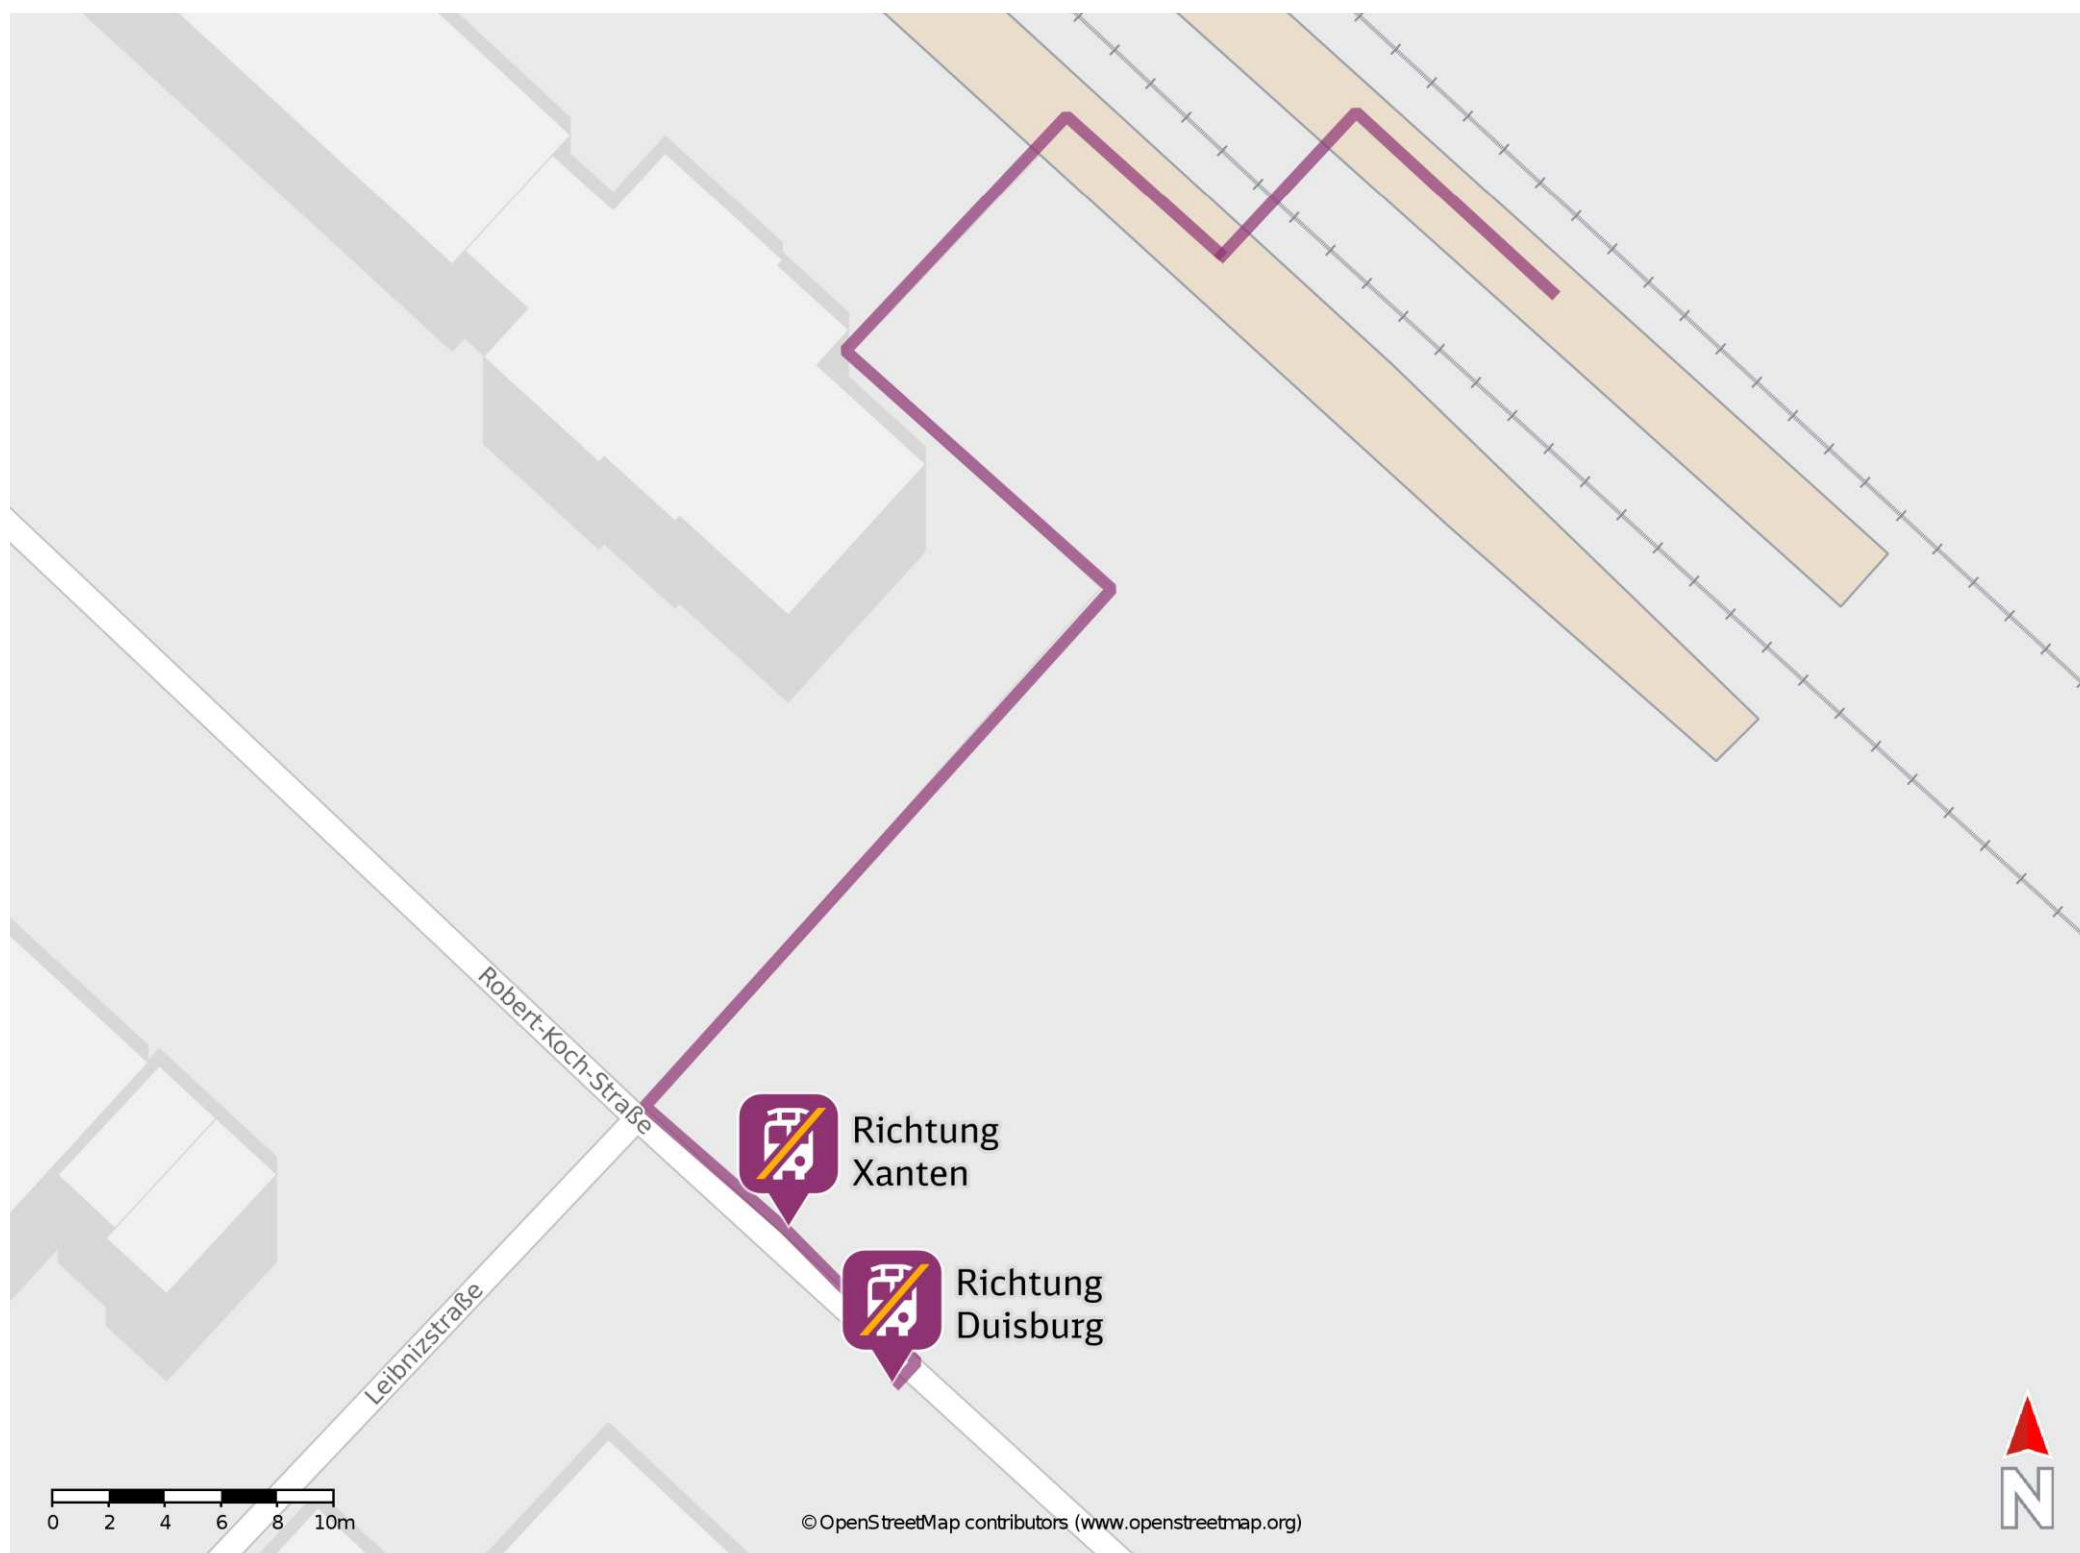 Robert-Koch-Straße
Richtung
Xanten
Richtung
Duisburg
Leibnizstraße
0 2 4 6 8 10m
© OpenStreetMap contributors (www.openstreetmap.org)
N